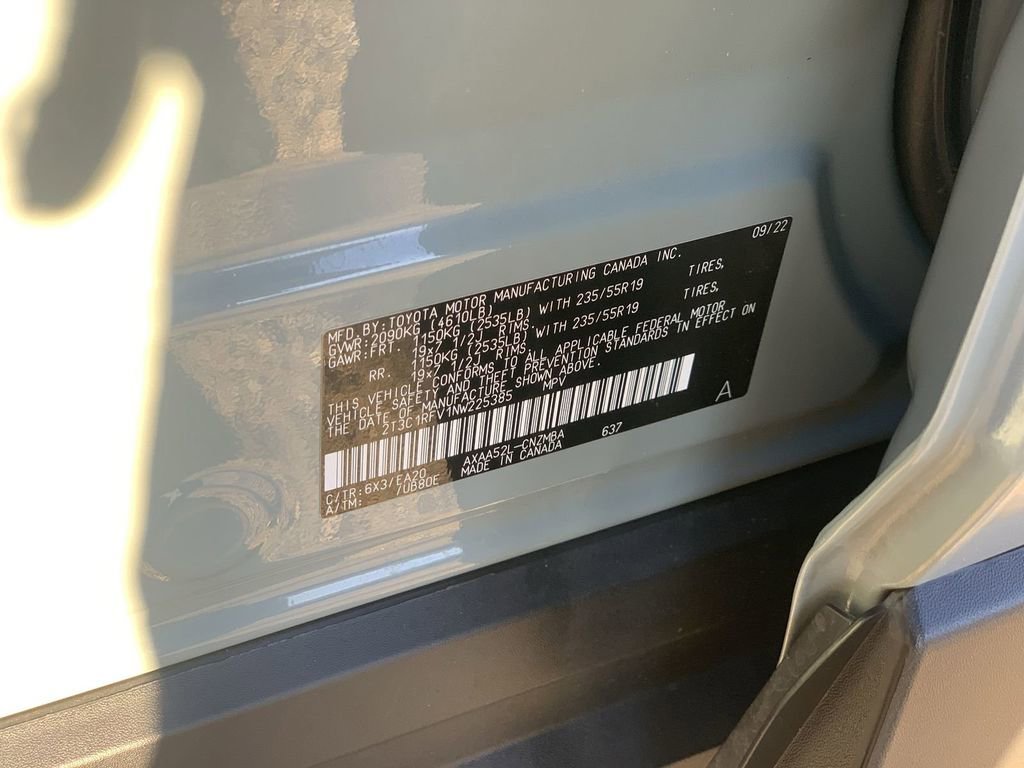 09/22
MFD. BY: TOYOTA MOTOR MANUFACTURING CANADA INC.
GVWR: 2090KG (4610LB)
GAWR: FRT 1150KG (2535LB) WITH 235/55R19 TIRES,
19x7 1/2J RIMS,
RR. 1150KG (2535LB) WITH 235/55R19 TIRES,
19x7 1/2J RIMS,
THIS VEHICLE CONFORMS TO ALL APPLICABLE FEDERAL MOTOR
VEHICLE SAFETY AND THEFT PREVENTION STANDARDS IN EFFECT ON
THE DATE OF MANUFACTURE SHOWN ABOVE.
2T3C1RFV1NW225385 MPV
A
C/TR: 6X3/EA20 AXAA52L-CNZMBA 637
A/TM: /UB80E MADE IN CANADA